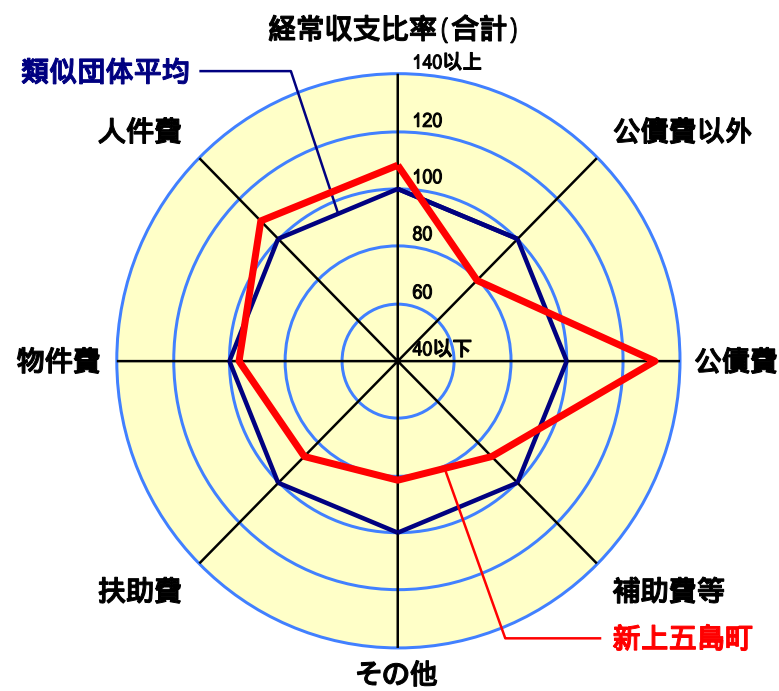 経常収支比率(合計)
類似団体平均
140以上
人件費
公債費以外
120
100
80
60
40以下
物件費
公債費
扶助費
補助費等
新上五島町
その他